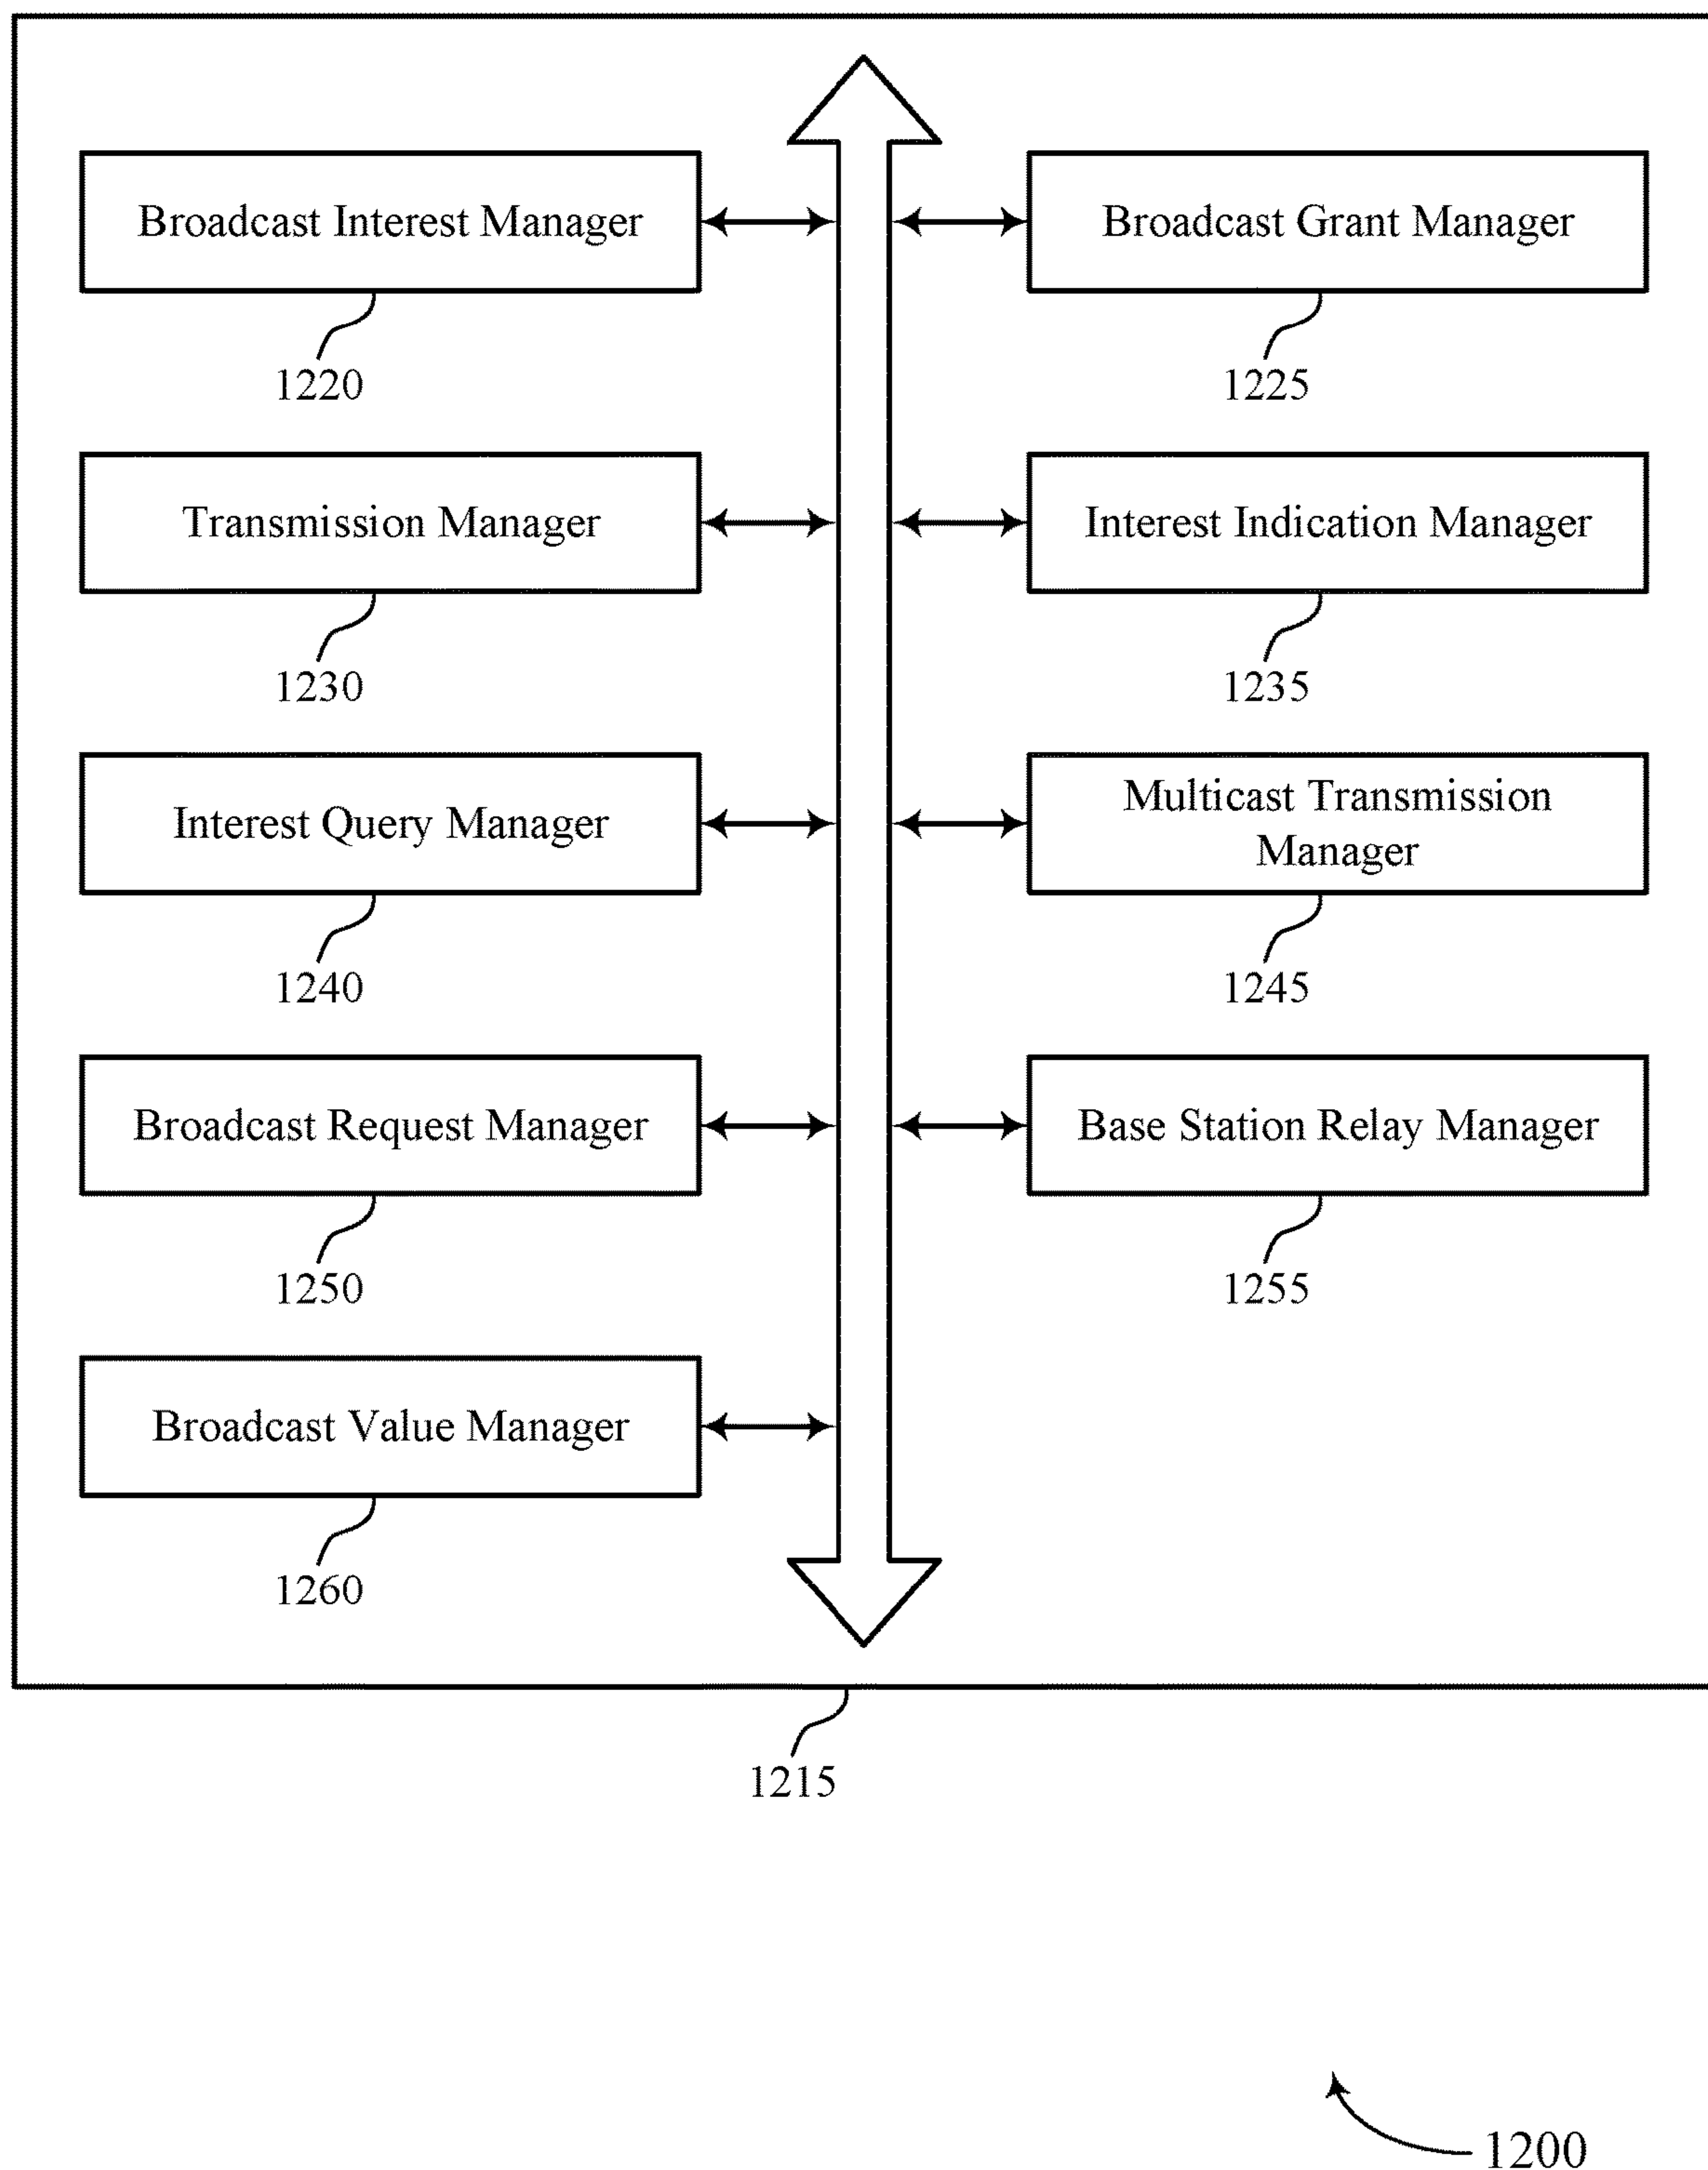 Broadcast Interest Manager
1220
Broadcast Grant Manager
1225
Transmission Manager
1230
Interest Indication Manager
1235
Interest Query Manager
1240
Multicast Transmission
Manager
1245
Broadcast Request Manager
1250
Base Station Relay Manager
1255
Broadcast Value Manager
1260
1215
1200